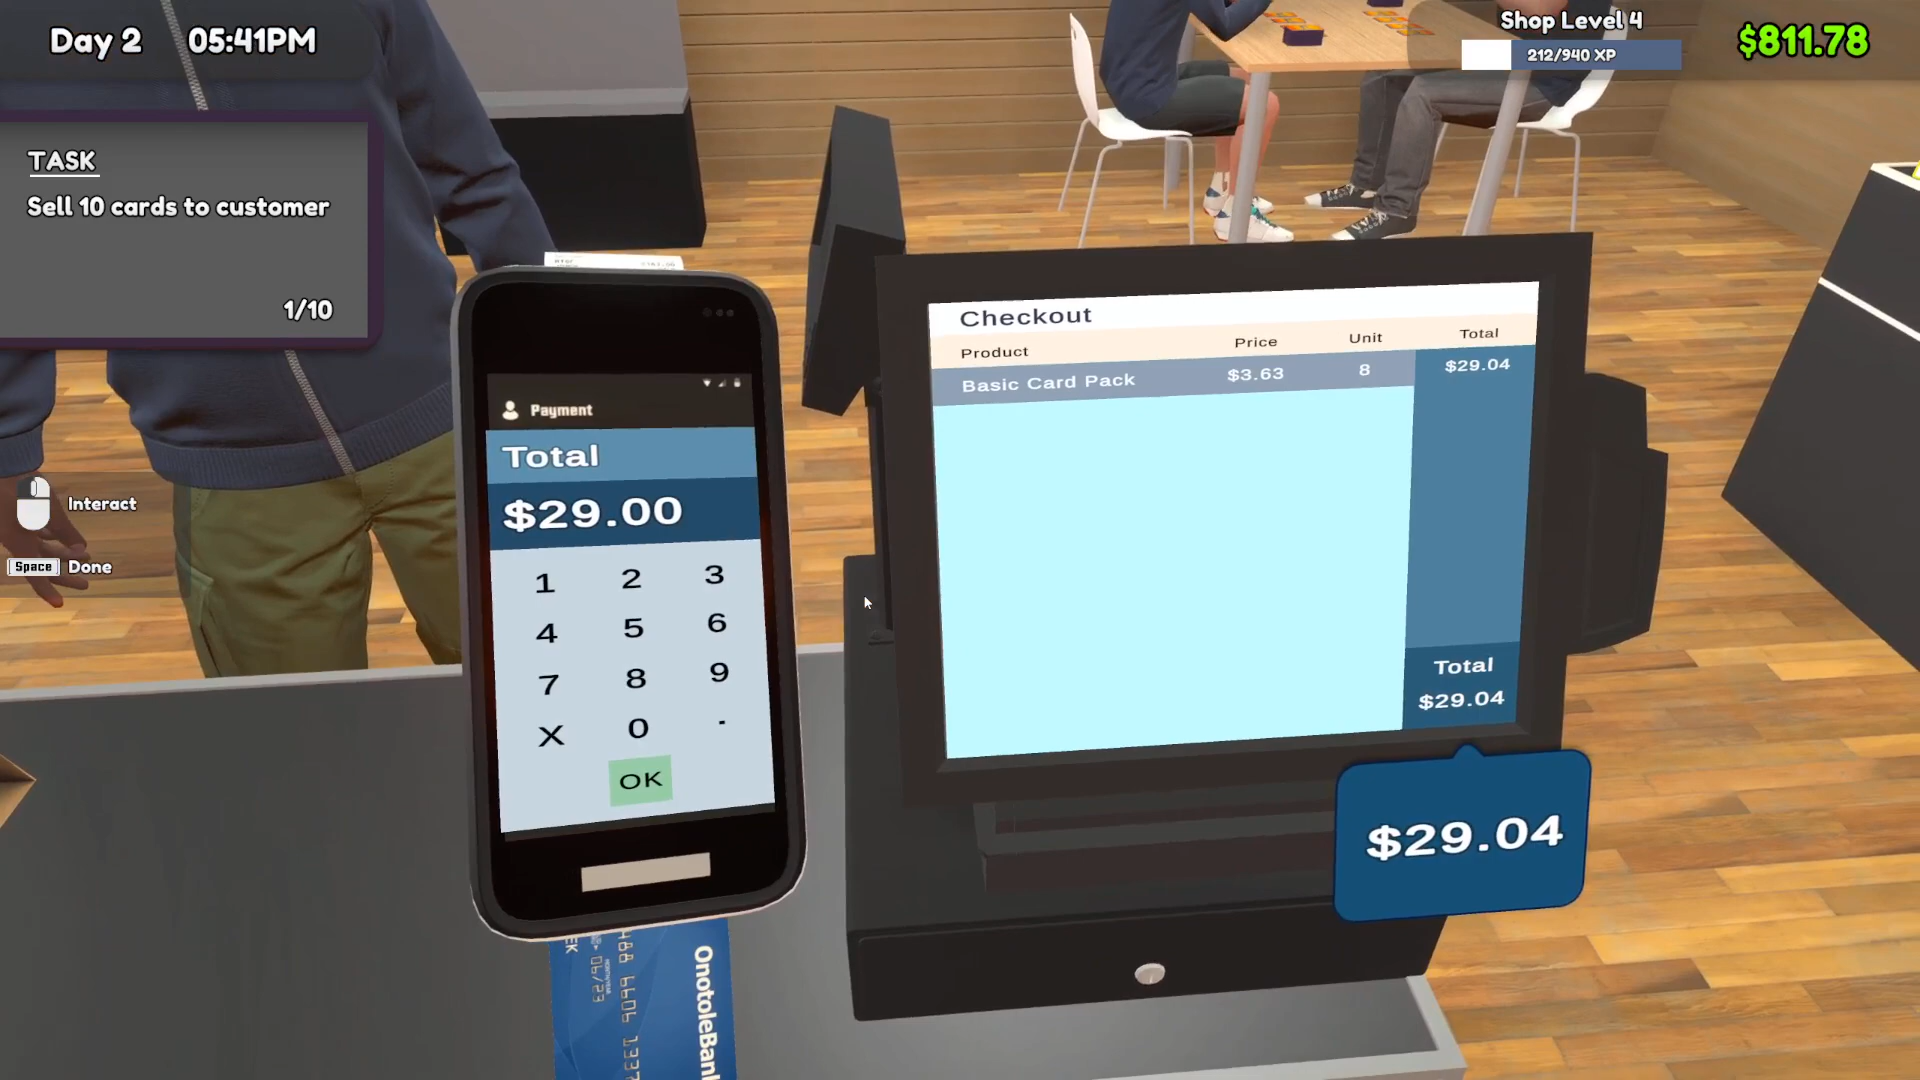 Day 2 05:41PM
Shop Level 4
212/940 XP
$811.78
TASK
Sell 10 cards to customer
1/10
Interact
Space Done
Payment
Total
$29.00
1 2 3
4 5 6
7 8 9
X 0 .
OK
Checkout
Product Price Unit Total
Basic Card Pack $3.63 8 $29.04
Total
$29.04
$29.04
OnotoleBank
06/23